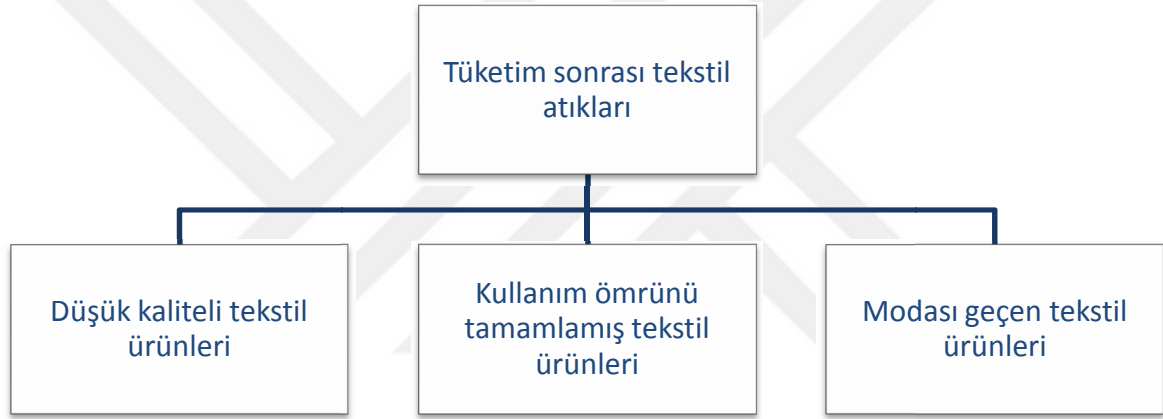 Tüketim sonrası tekstil
atıkları
Düşük kaliteli tekstil
ürünleri
Kullanım ömrünü
tamamlamış tekstil
ürünleri
Modası geçen tekstil
ürünleri